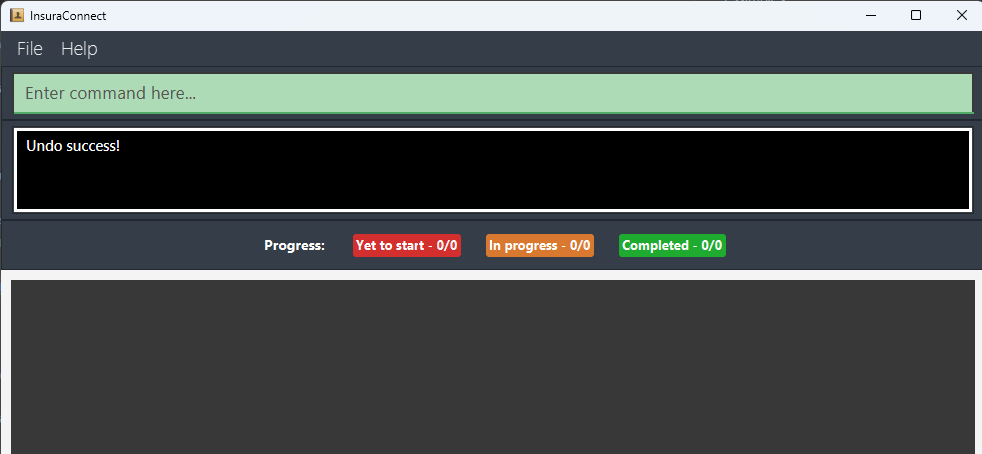 InsuraConnect
File Help
Enter command here...
Undo success!
Progress: Yet to start - 0/0 In progress - 0/0 Completed - 0/0